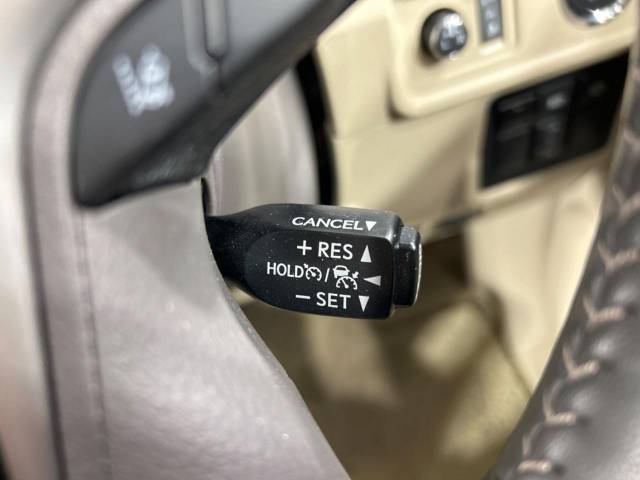 CANCEL▼
+ RES ▲
HOLD / ◀
− SET ▼